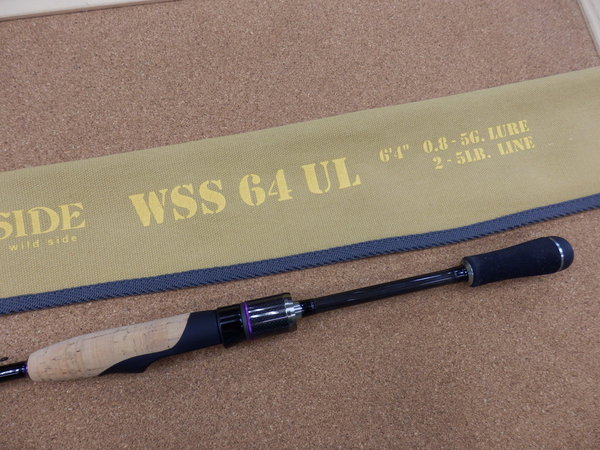 SIDE
wild side
WSS 64 UL
6'4" 0.8-5G. LURE
2-5LB. LINE